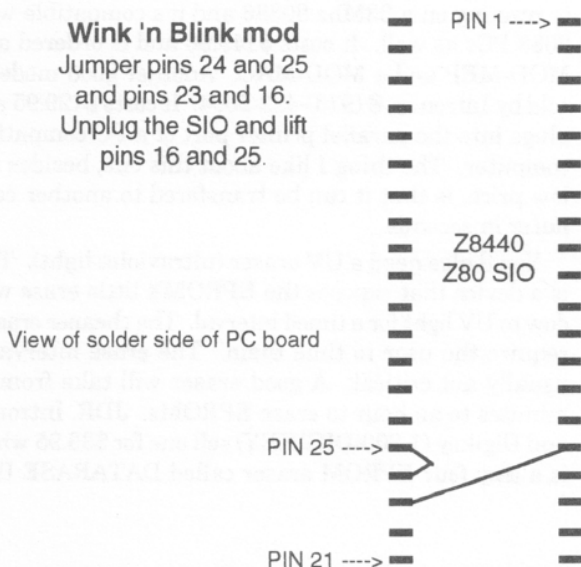 Wink 'n Blink mod
Jumper pins 24 and 25
and pins 23 and 16.
Unplug the SIO and lift
pins 16 and 25.
PIN 1---->
Z8440
Z80 SIO
View of solder side of PC board
PIN 25 ---->
PIN 21 ---->